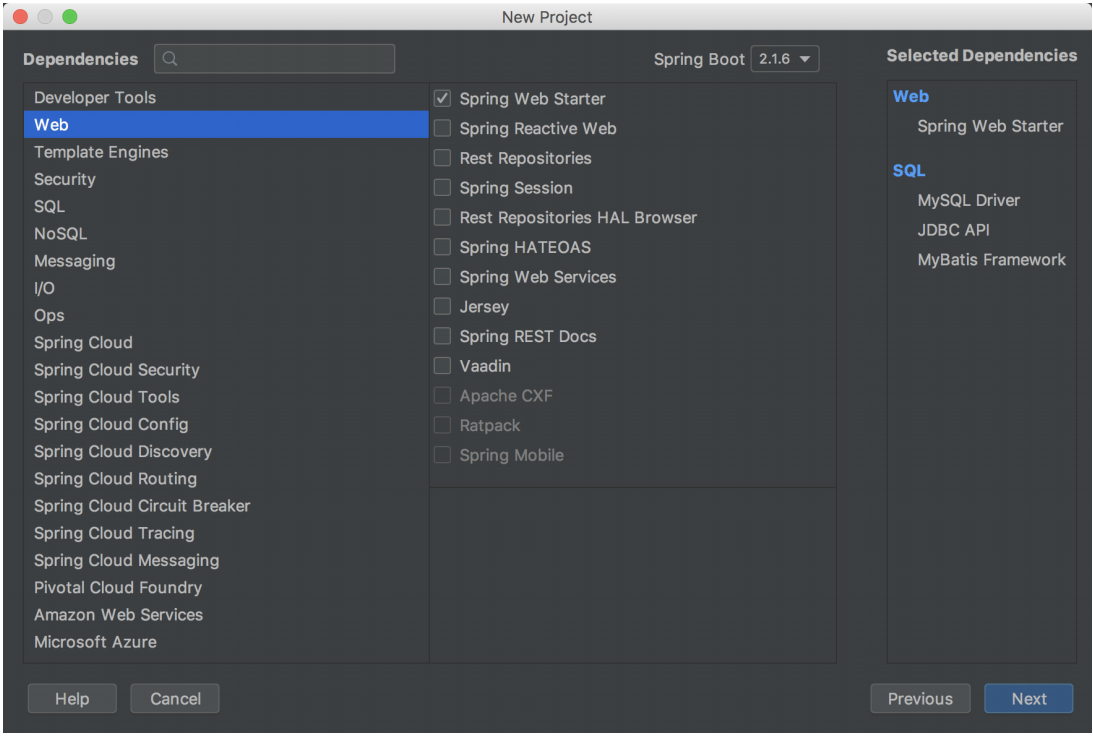 New Project
Dependencies
Spring Boot 2.1.6
Selected Dependencies
Developer Tools
Web
Template Engines
Security
SQL
NoSQL
Messaging
I/O
Ops
Spring Cloud
Spring Cloud Security
Spring Cloud Tools
Spring Cloud Config
Spring Cloud Discovery
Spring Cloud Routing
Spring Cloud Circuit Breaker
Spring Cloud Tracing
Spring Cloud Messaging
Pivotal Cloud Foundry
Amazon Web Services
Microsoft Azure
Spring Web Starter
Spring Reactive Web
Rest Repositories
Spring Session
Rest Repositories HAL Browser
Spring HATEOAS
Spring Web Services
Jersey
Spring REST Docs
Vaadin
Apache CXF
Ratpack
Spring Mobile
Web
Spring Web Starter
SQL
MySQL Driver
JDBC API
MyBatis Framework
Help
Cancel
Previous
Next